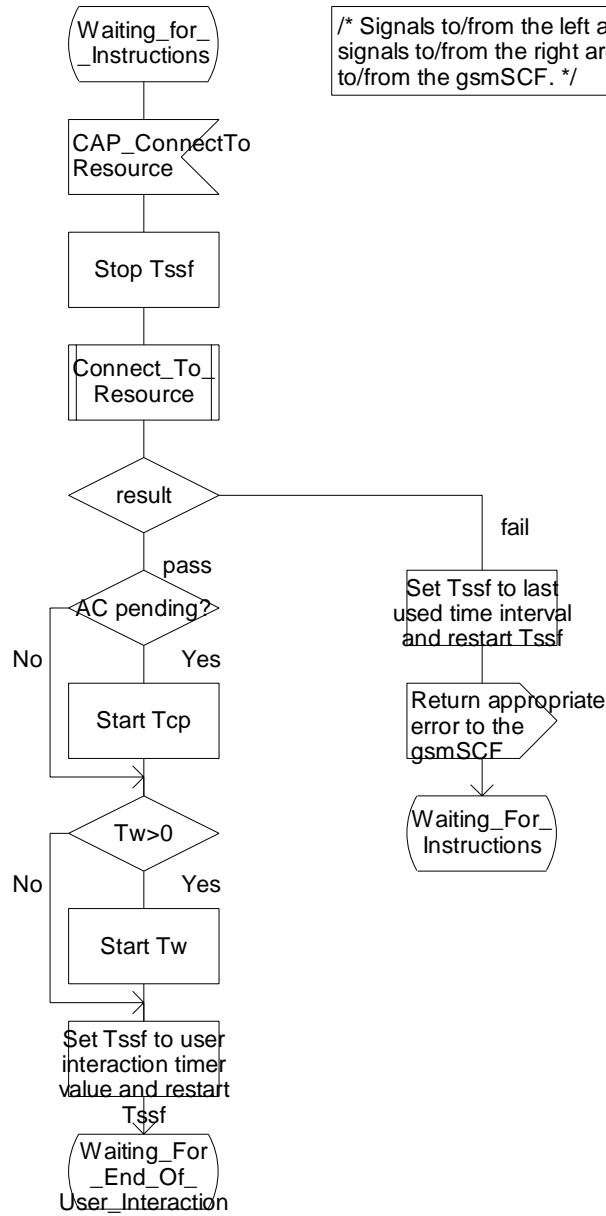 Waiting_for_
_Instructions
/* Signals to/from the left a
signals to/from the right ar
to/from the gsmSCF. */
CAP_ConnectTo
Resource
Stop Tssf
Connect_To_
Resource
result
fail
pass
AC pending?
No
Yes
Set Tssf to last
used time interval
and restart Tssf
Start Tcp
Return appropriate
error to the
gsmSCF
Tw>0
Waiting_For_
Instructions
No
Yes
Start Tw
Set Tssf to user
interaction timer
value and restart
Tssf
Waiting_For
_End_Of_
User_Interaction